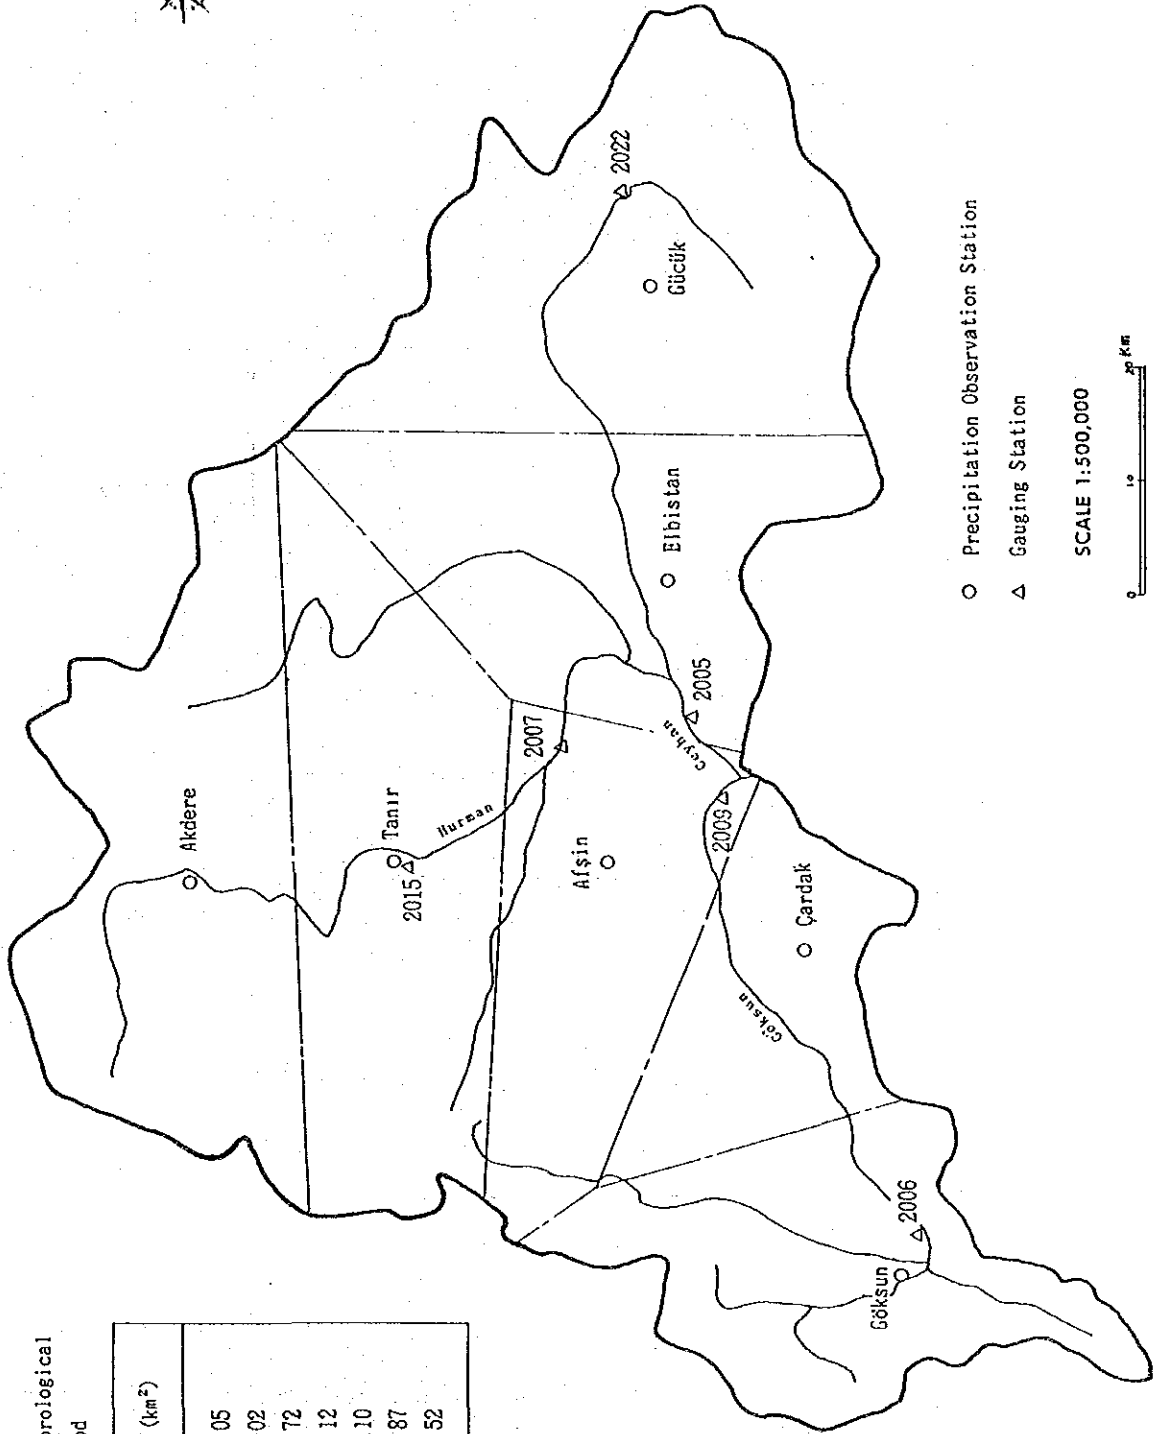 orological
od
(km²)
05
02
72
12
10
87
52
Akdere
Tanır
2015
Hurman
2007
Afşin
2022
Gücük
Elbistan
2005
Ceyhan
2009
Göksun
Çardak
Göksun
2006
Precipitation Observation Station
Gauging Station
SCALE 1:500,000
0 10 20 Km